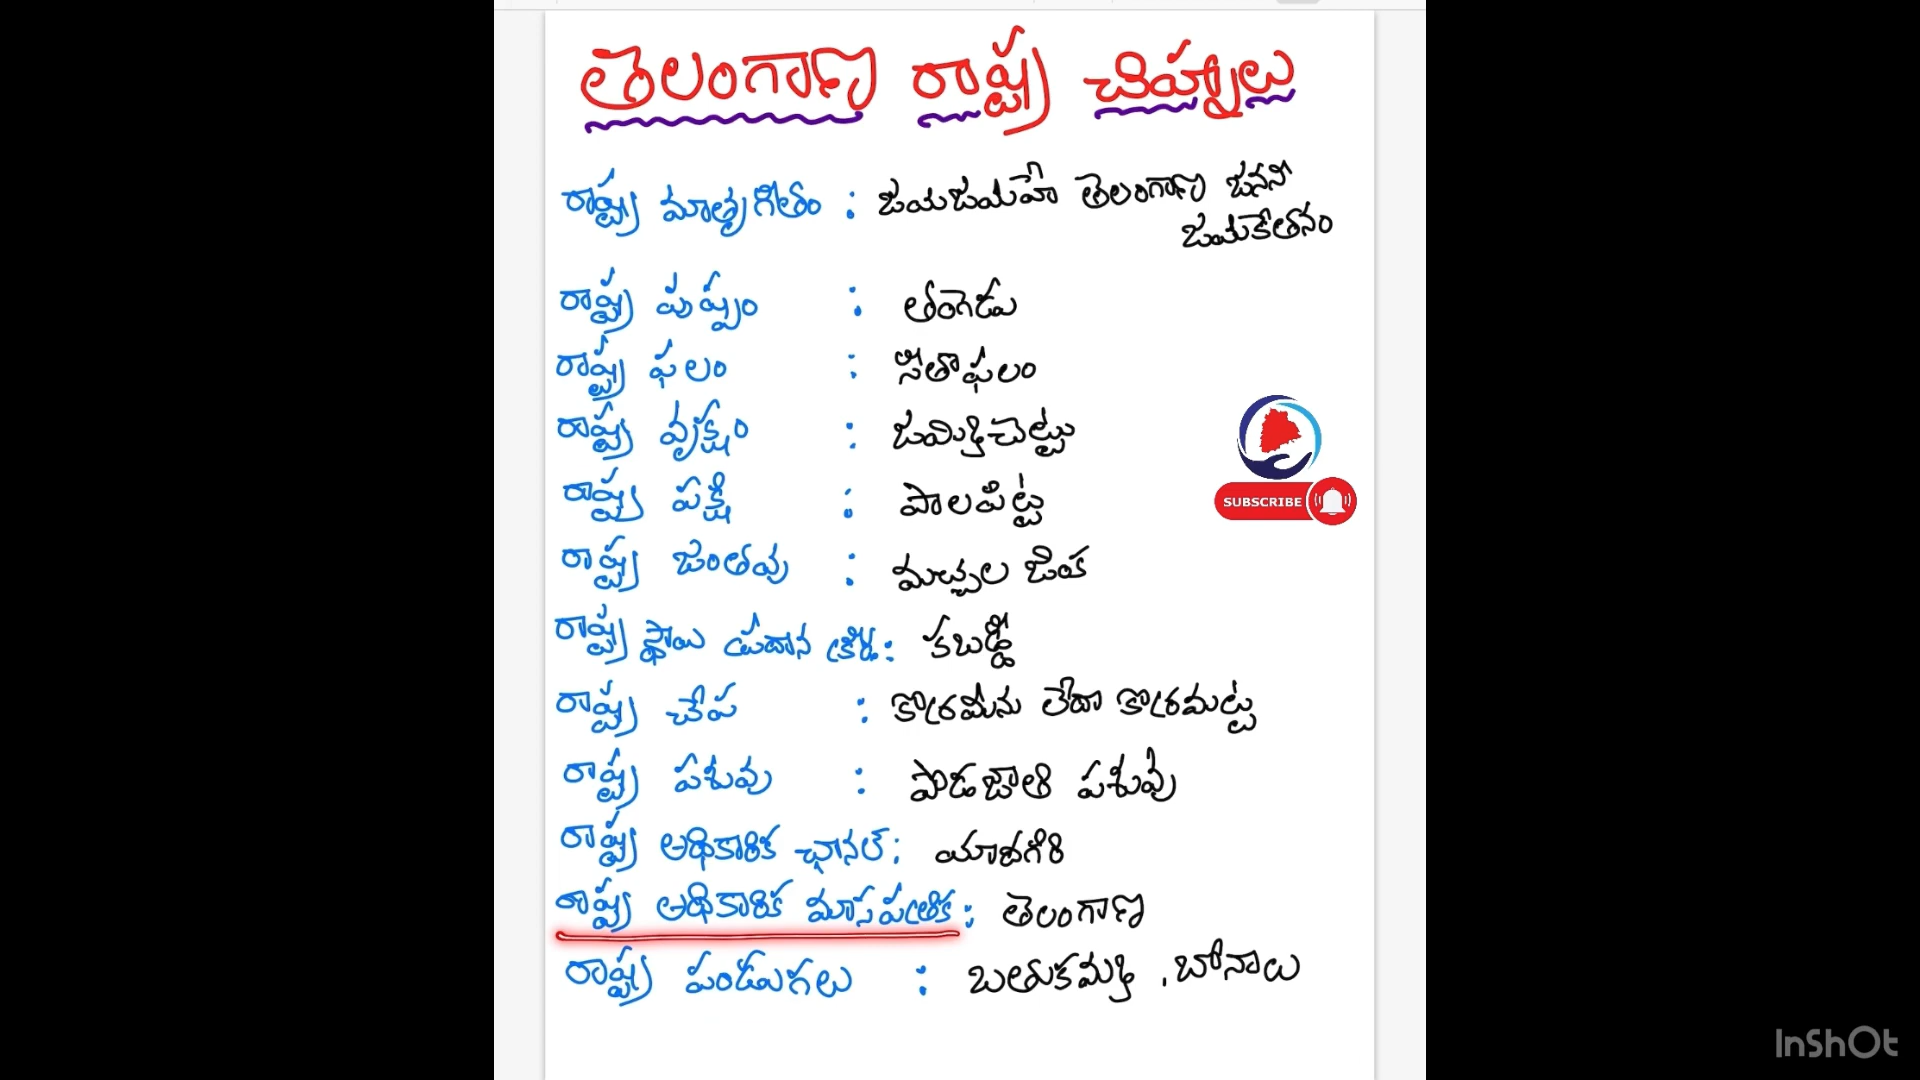 తెలంగాణ రాష్ట్ర చిహ్నాలు
రాష్ట్ర మాతృగీతం : జయజయహే తెలంగాణ జననీ
జయకేతనం
రాష్ట్ర పుష్పం : తంగెడు
రాష్ట్ర ఫలం : సీతాఫలం
రాష్ట్ర వృక్షం : జమ్మిచెట్టు
రాష్ట్ర పక్షి : పాలపిట్ట
SUBSCRIBE
రాష్ట్ర జంతువు : మచ్చల జింక
రాష్ట్ర స్థాయి ప్రధాన క్రీడ : కబడ్డీ
రాష్ట్ర చేప : కొర్రమీను లేదా కొర్రమట్ట
రాష్ట్ర పశువు : పొడజాతి పశువు
రాష్ట్ర అధికారిక ఛానల్ : యాదగిరి
రాష్ట్ర అధికారిక మాసపత్రిక : తెలంగాణ
రాష్ట్ర పండుగలు : బతుకమ్మ , బోనాలు
InShOt